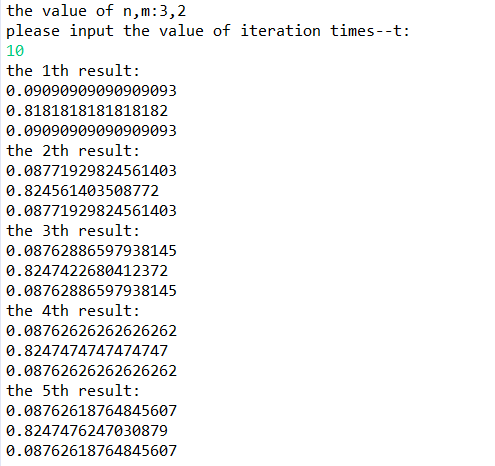 the value of n,m:3,2
please input the value of iteration times--t:
10
the 1th result:
0.09090909090909093
0.8181818181818182
0.09090909090909093
the 2th result:
0.08771929824561403
0.824561403508772
0.08771929824561403
the 3th result:
0.08762886597938145
0.8247422680412372
0.08762886597938145
the 4th result:
0.08762626262626262
0.8247474747474747
0.08762626262626262
the 5th result:
0.08762618764845607
0.8247476247030879
0.08762618764845607